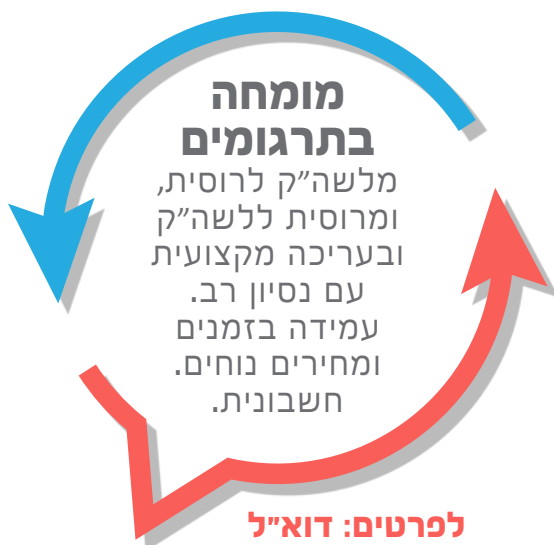 מומחה
בתרגומים
מלשה״ק לרוסית,
ומרוסית ללשה״ק
ובעריכה מקצועית
עם נסיון רב.
עמידה בזמנים
ומחירים נוחים.
חשבונית.
לפרטים: דוא״ל